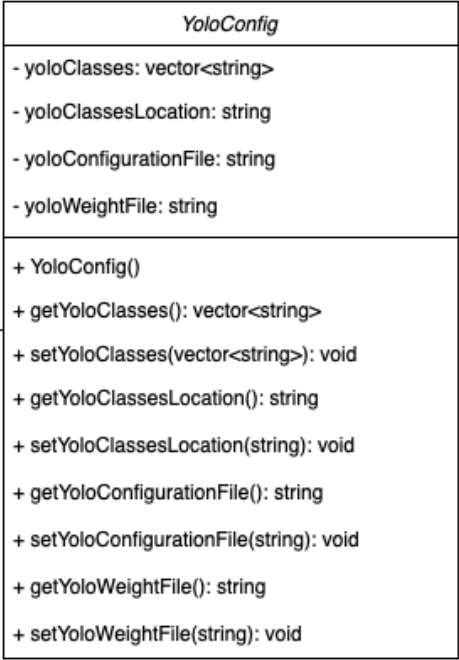 YoloConfig
- yoloClasses: vector<string>
- yoloClassesLocation: string
- yoloConfigurationFile: string
- yoloWeightFile: string
+ YoloConfig()
+ getYoloClasses(): vector<string>
+ setYoloClasses(vector<string>): void
+ getYoloClassesLocation(): string
+ setYoloClassesLocation(string): void
+ getYoloConfigurationFile(): string
+ setYoloConfigurationFile(string): void
+ getYoloWeightFile(): string
+ setYoloWeightFile(string): void